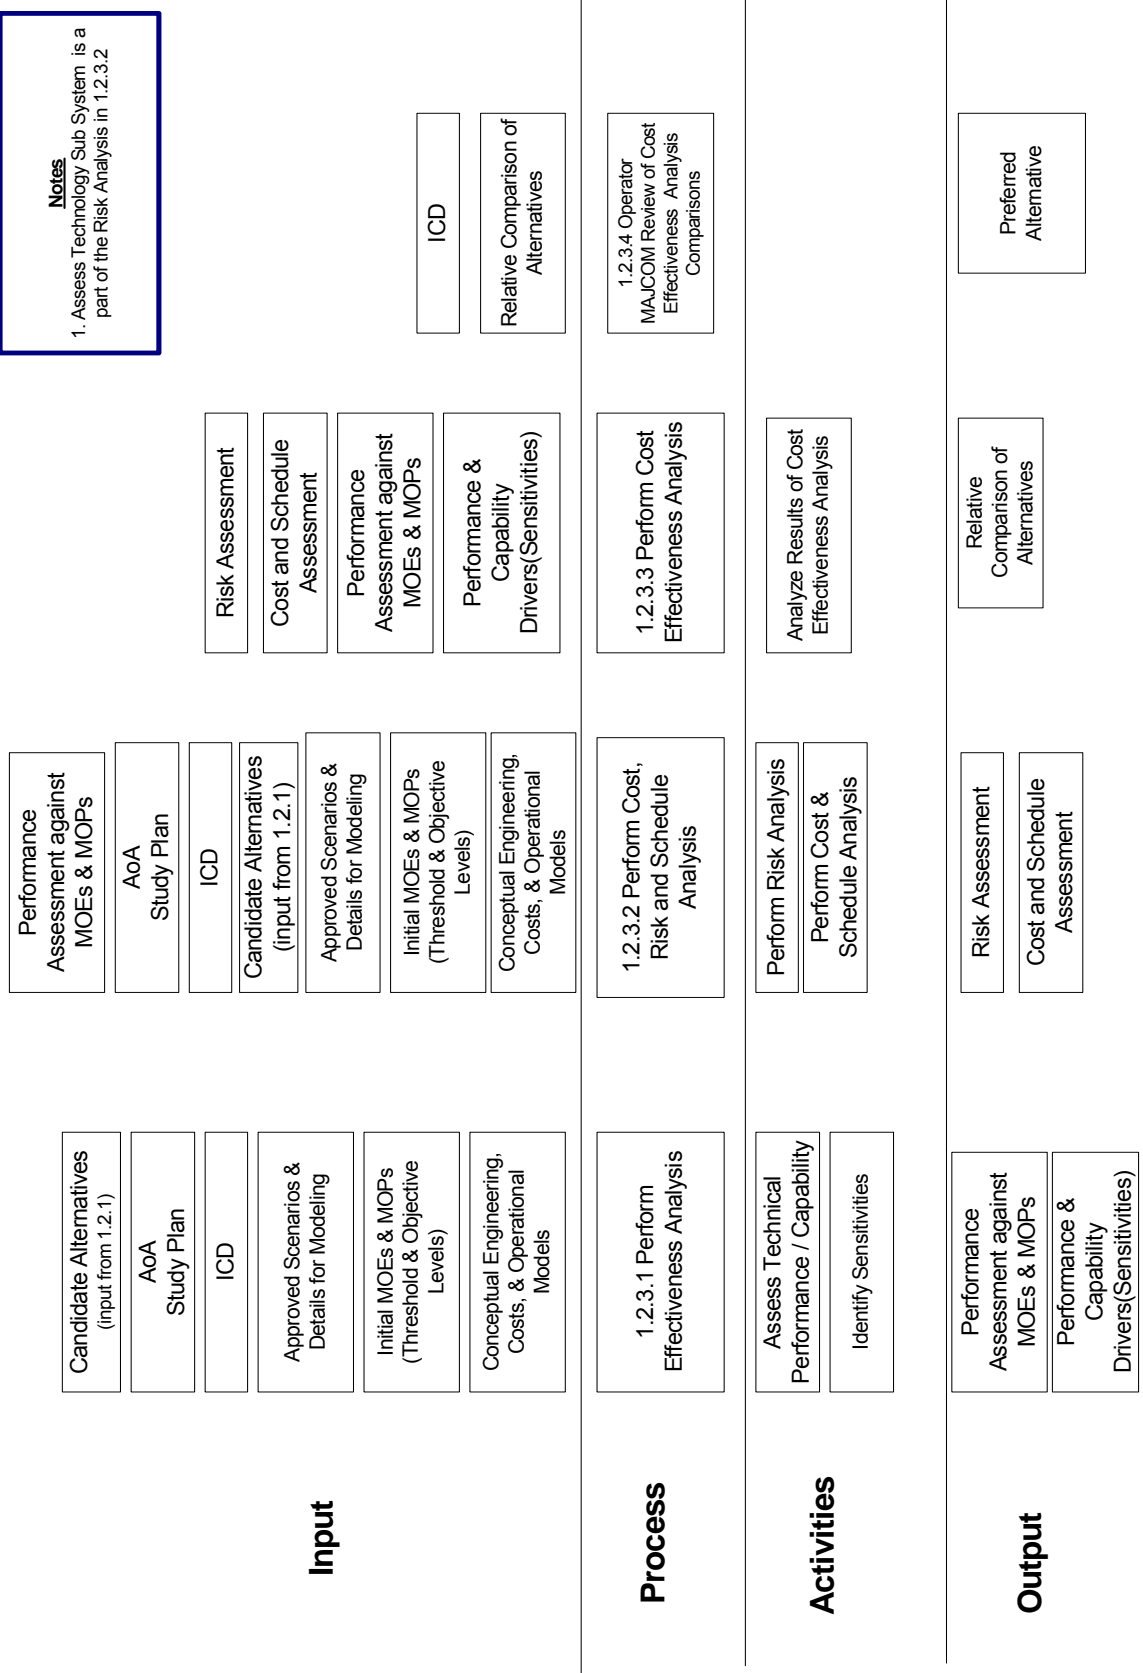 Notes
1. Assess Technology Sub System is a
part of the Risk Analysis in 1.2.3.2
Input
Candidate Alternatives
(input from 1.2.1)
AoA
Study Plan
ICD
Approved Scenarios &
Details for Modeling
Initial MOEs & MOPs
(Threshold & Objective
Levels)
Conceptual Engineering,
Costs, & Operational
Models
Performance
Assessment against
MOEs & MOPs
AoA
Study Plan
ICD
Candidate Alternatives
(input from 1.2.1)
Approved Scenarios &
Details for Modeling
Initial MOEs & MOPs
(Threshold & Objective
Levels)
Conceptual Engineering,
Costs, & Operational
Models
Risk Assessment
Cost and Schedule
Assessment
Performance
Assessment against
MOEs & MOPs
Performance &
Capability
Drivers(Sensitivities)
ICD
Relative Comparison of
Alternatives
Process
1.2.3.1 Perform
Effectiveness Analysis
1.2.3.2 Perform Cost,
Risk and Schedule
Analysis
1.2.3.3 Perform Cost
Effectiveness Analysis
1.2.3.4 Operator
MAJCOM Review of Cost
Effectiveness Analysis
Comparisons
Activities
Assess Technical
Performance / Capability
Identify Sensitivities
Perform Risk Analysis
Perform Cost &
Schedule Analysis
Analyze Results of Cost
Effectiveness Analysis
Output
Performance
Assessment against
MOEs & MOPs
Performance &
Capability
Drivers(Sensitivities)
Risk Assessment
Cost and Schedule
Assessment
Relative
Comparison of
Alternatives
Preferred
Alternative